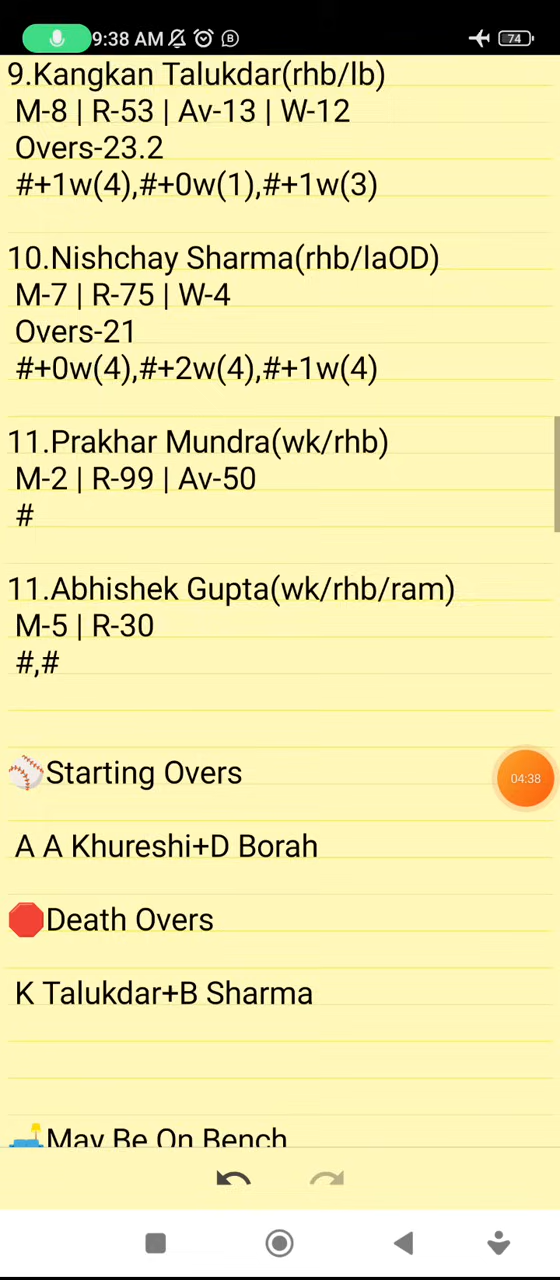 9:38 AM B 74
9.Kangkan Talukdar(rhb/lb)
M-8 | R-53 | Av-13 | W-12
Overs-23.2
#+1w(4),#+0w(1),#+1w(3)
10.Nishchay Sharma(rhb/laOD)
M-7 | R-75 | W-4
Overs-21
#+0w(4),#+2w(4),#+1w(4)
11.Prakhar Mundra(wk/rhb)
M-2 | R-99 | Av-50
#
11.Abhishek Gupta(wk/rhb/ram)
M-5 | R-30
#,#
⚾Starting Overs
04:38
A A Khureshi+D Borah
🛑Death Overs
K Talukdar+B Sharma
🛋️May Be On Bench